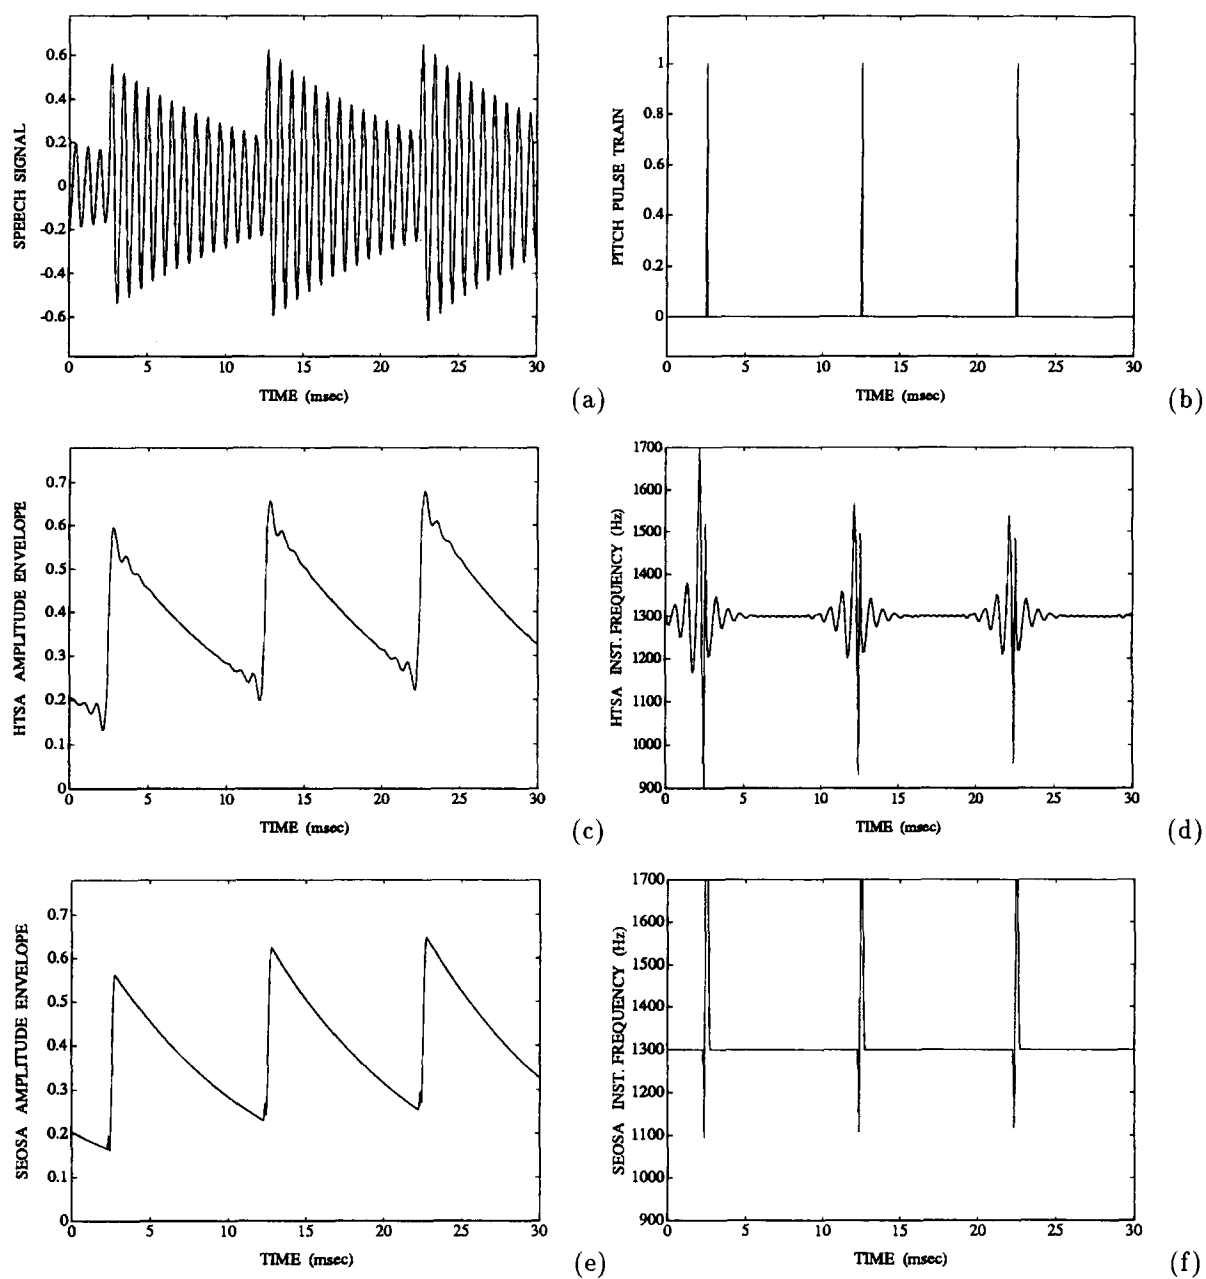 SPEECH SIGNAL
0.6
0.4
0.2
0
-0.2
-0.4
-0.6
0 5 10 15 20 25 30
TIME (msec)
(a)
PITCH PULSE TRAIN
1
0.8
0.6
0.4
0.2
0
0 5 10 15 20 25 30
TIME (msec)
(b)
HTSA AMPLITUDE ENVELOPE
0.7
0.6
0.5
0.4
0.3
0.2
0.1
0
0 5 10 15 20 25 30
TIME (msec)
(c)
HTSA INST. FREQUENCY (Hz)
1700
1600
1500
1400
1300
1200
1100
1000
900
0 5 10 15 20 25 30
TIME (msec)
(d)
SEOSA AMPLITUDE ENVELOPE
0.7
0.6
0.5
0.4
0.3
0.2
0.1
0
0 5 10 15 20 25 30
TIME (msec)
(e)
SEOSA INST. FREQUENCY (Hz)
1700
1600
1500
1400
1300
1200
1100
1000
900
0 5 10 15 20 25 30
TIME (msec)
(f)